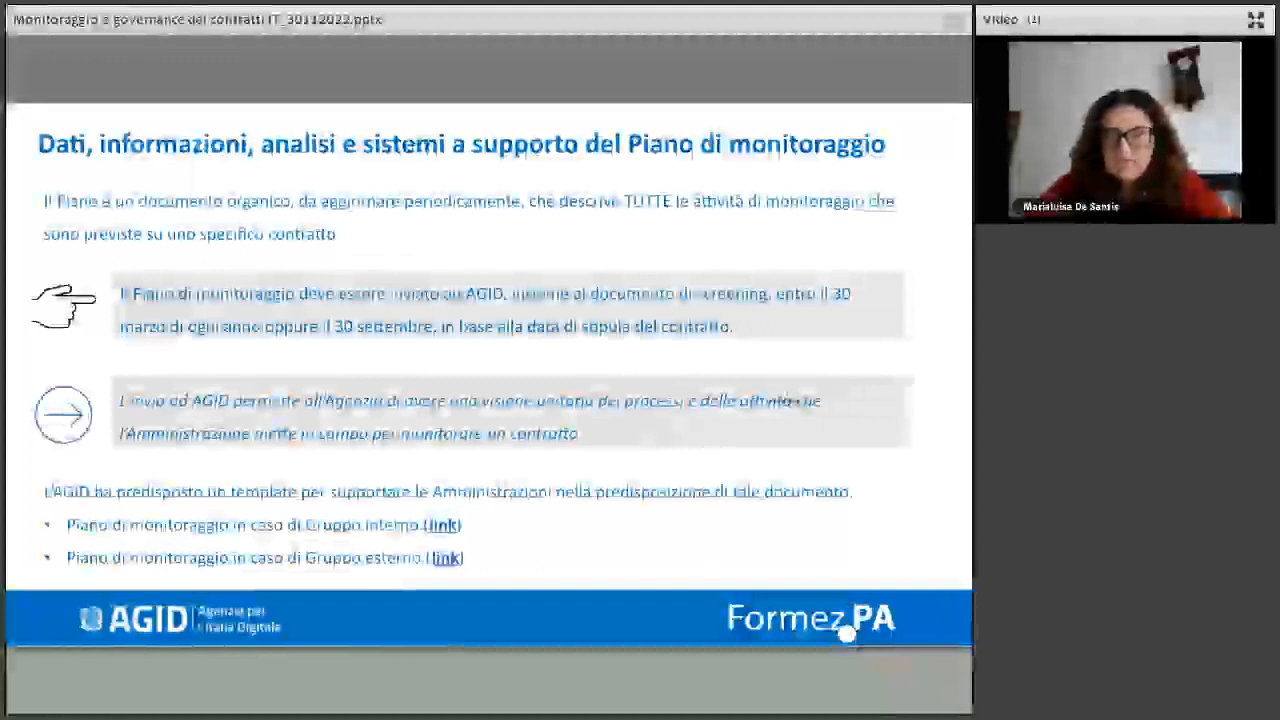 Monitoraggio e governance dei contratti IT_30112022.pptx
Video (1)
Marialuisa De Santis
Dati, informazioni, analisi e sistemi a supporto del Piano di monitoraggio
Il Piano è un documento organico, da aggiornare periodicamente, che descrive TUTTE le attività di monitoraggio che
sono previste su uno specifico contratto
Il Piano di monitoraggio deve essere inviato ad AGID, insieme al documento di screening, entro il 30
marzo di ogni anno oppure il 30 settembre, in base alla data di stipula del contratto.
L'invio ad AGID permette all'Agenzia di avere una visione unitaria dei processi e delle attività che
l'Amministrazione mette in campo per monitorare un contratto
L'AGID ha predisposto un template per supportare le Amministrazioni nella predisposizione di tale documento.
• Piano di monitoraggio in caso di Gruppo interno (link)
• Piano di monitoraggio in caso di Gruppo esterno (link)
AGID Agenzia per
l'Italia Digitale
Formez PA